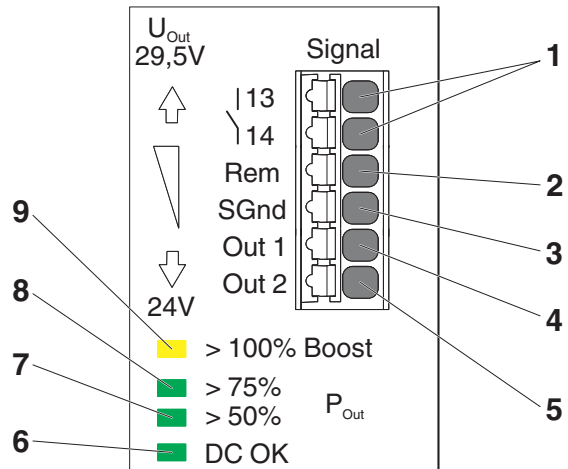 U_Out
29,5V
Signal
1
13
14
Rem
2
SGnd
9
3
Out 1
8
Out 2
24V
4
7
> 100% Boost
> 75%
5
> 50%
P_Out
6
DC OK